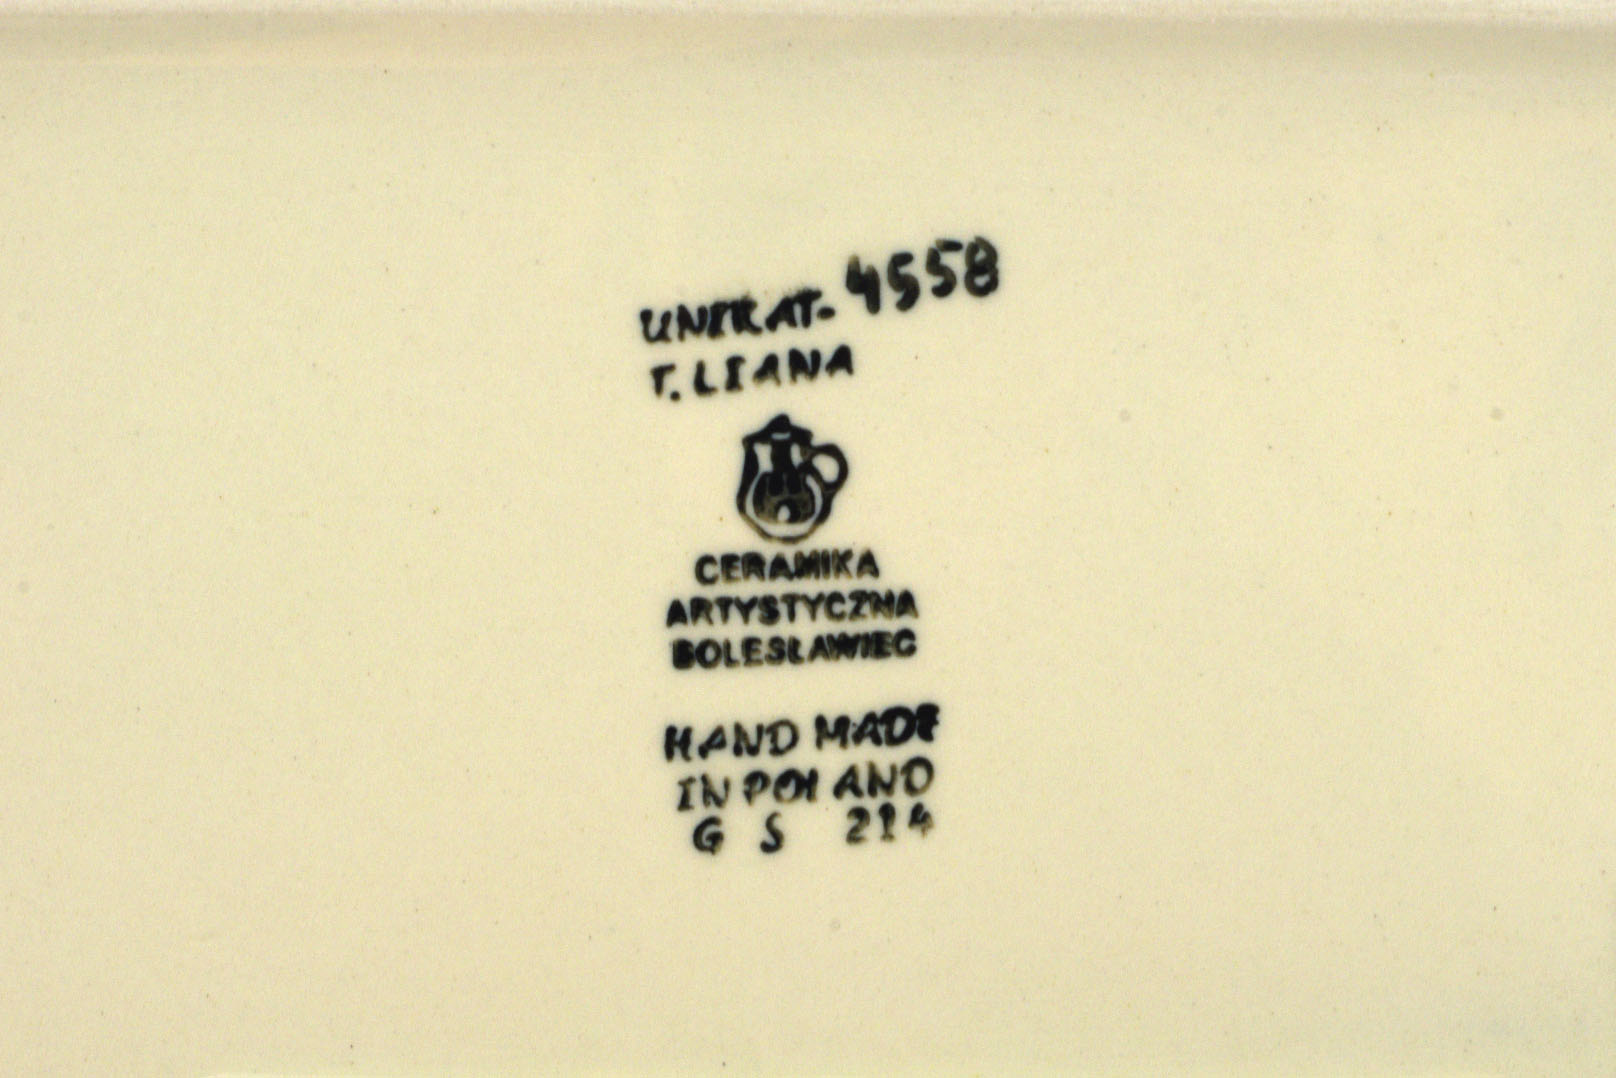 UNIKAT- 4558
T. LIANA
CERAMIKA
ARTYSTYCZNA
BOLESŁAWIEC
HAND MADE
IN POLAND
G S 214